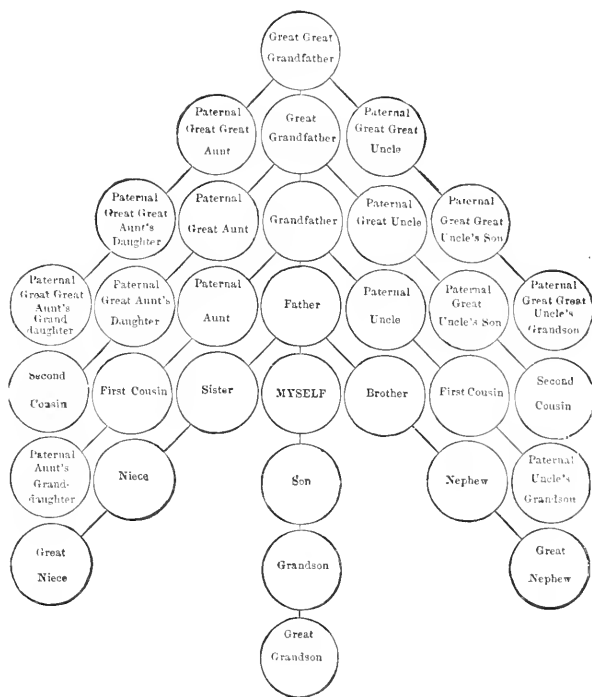 Great Great
Grandfather
Paternal
Great Great
Aunt
Great
Grandfather
Paternal
Great Great
Uncle
Paternal
Great Great
Aunt's
Daughter
Paternal
Great Aunt
Grandfather
Paternal
Great Uncle
Paternal
Great Great
Uncle's Son
Paternal
Great Great
Aunt's
Grand
daughter
Paternal
Great Aunt's
Daughter
Paternal
Aunt
Father
Paternal
Uncle
Paternal
Great
Uncle's Son
Paternal
Great Great
Uncle's
Grandson
Second
Cousin
First Cousin
Sister
MYSELF
Brother
First Cousin
Second
Cousin
Paternal
Aunt's
Grand-
daughter
Niece
Son
Nephew
Paternal
Uncle's
Grandson
Great
Niece
Grandson
Great
Nephew
Great
Grandson